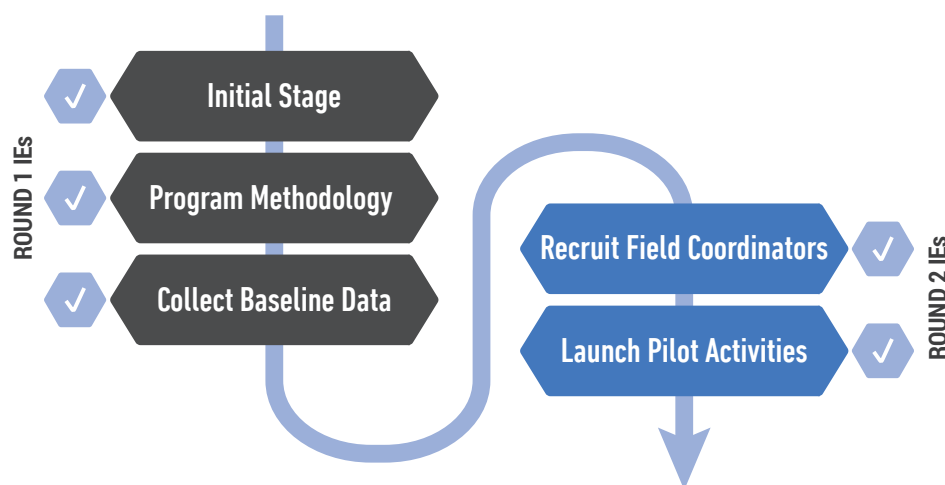 ROUND 1 IEs
Initial Stage
Program Methodology
Collect Baseline Data
Recruit Field Coordinators
Launch Pilot Activities
ROUND 2 IEs